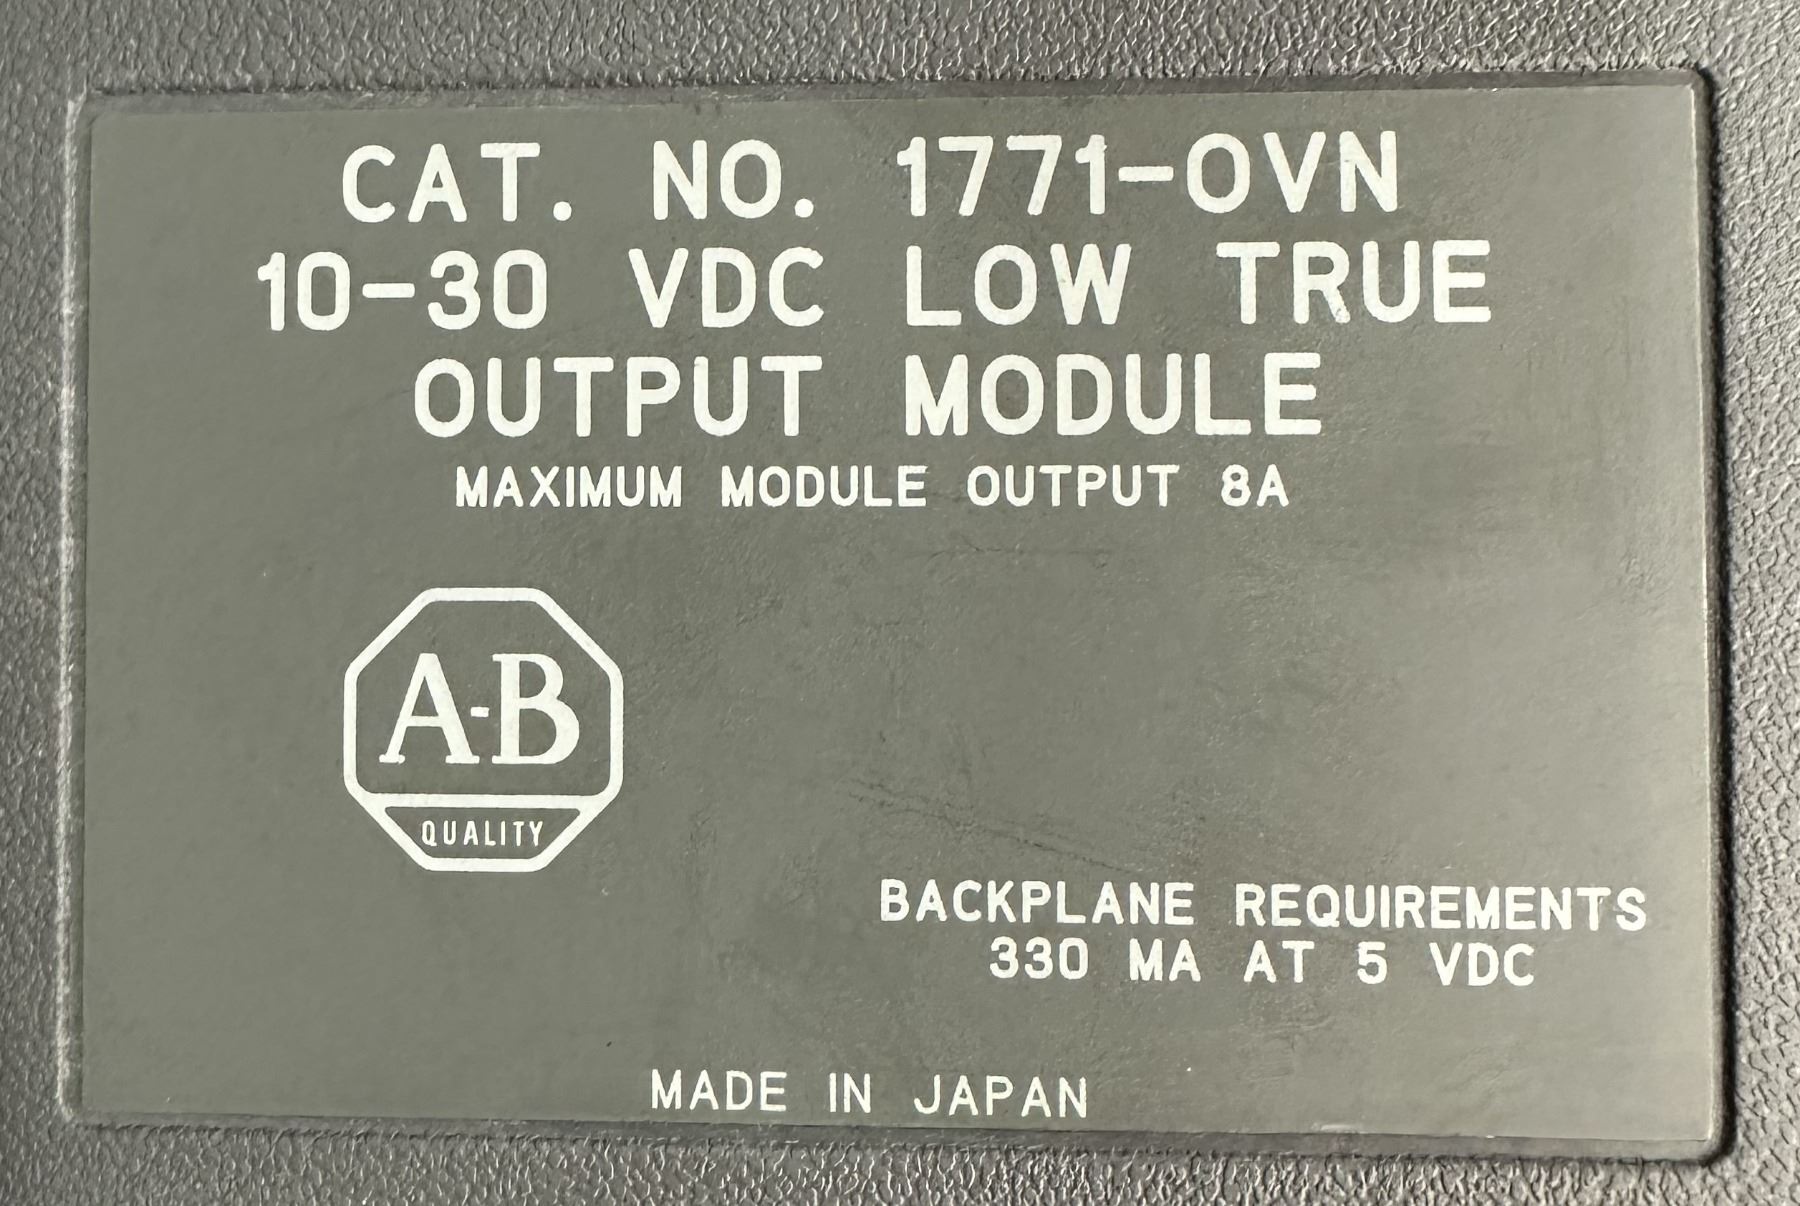 CAT. NO. 1771-OVN
10-30 VDC LOW TRUE
OUTPUT MODULE
MAXIMUM MODULE OUTPUT 8A
A-B
QUALITY
BACKPLANE REQUIREMENTS
330 MA AT 5 VDC
MADE IN JAPAN